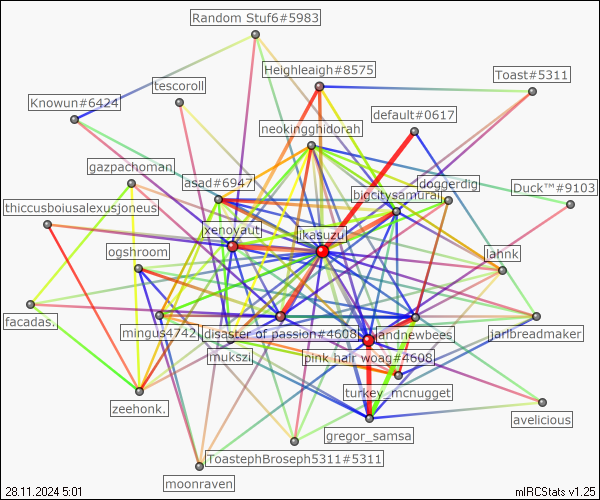 Random Stuf6#5983
Heighleaigh#8575
Toast#5311
tescoroll
Knowun#6424
default#0617
neokingghidorah
gazpachoman
asad#6947
doggerdig
bigcitysamurai
Duck™#9103
thiccusboiusalexusjoneus
xenoyaut
ikasuzu
ogshroom
lahnk
facadas.
mingus4742
disaster of passion#4608
landnewbees
jarlbreadmaker
mukszi
pink hair woag#4608
turkey_mcnugget
zeehonk.
avelicious
gregor_samsa
ToastephBroseph5311#5311
moonraven
28.11.2024 5:01
mIRCStats v1.25